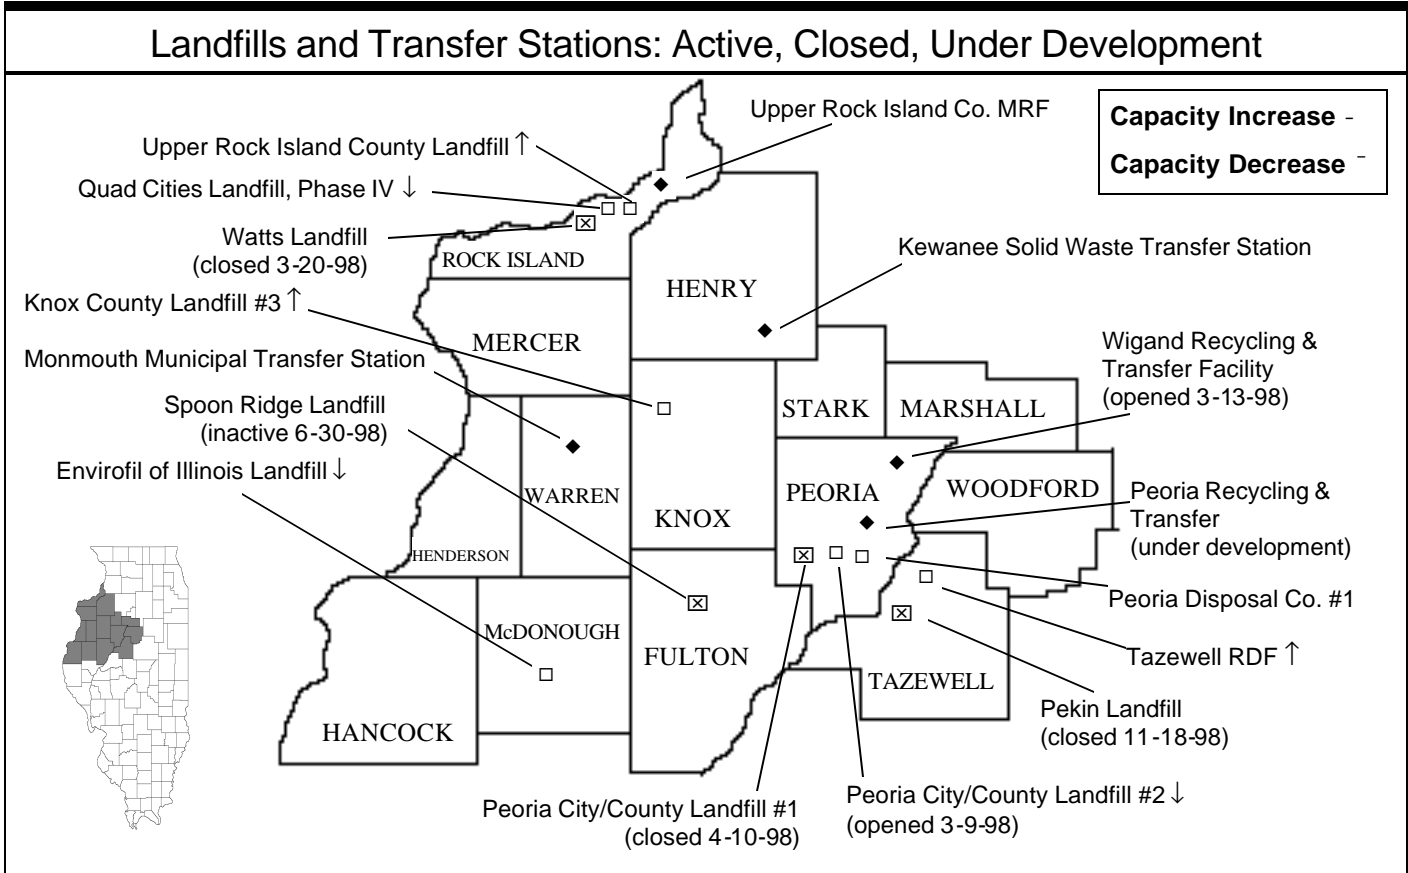 Landfills and Transfer Stations: Active, Closed, Under Development
Upper Rock Island Co. MRF
Capacity Increase -
Capacity Decrease -
Upper Rock Island County Landfill ↑
Quad Cities Landfill, Phase IV ↓
Watts Landfill
(closed 3-20-98)
ROCK ISLAND
Kewanee Solid Waste Transfer Station
HENRY
Knox County Landfill #3 ↑
MERCER
Monmouth Municipal Transfer Station
Wigand Recycling &
Transfer Facility
(opened 3-13-98)
Spoon Ridge Landfill
(inactive 6-30-98)
STARK
MARSHALL
Envirofil of Illinois Landfill ↓
WARREN
PEORIA
WOODFORD
KNOX
Peoria Recycling &
Transfer
(under development)
HENDERSON
Peoria Disposal Co. #1
McDONOUGH
FULTON
Tazewell RDF ↑
TAZEWELL
HANCOCK
Pekin Landfill
(closed 11-18-98)
Peoria City/County Landfill #1
(closed 4-10-98)
Peoria City/County Landfill #2 ↓
(opened 3-9-98)